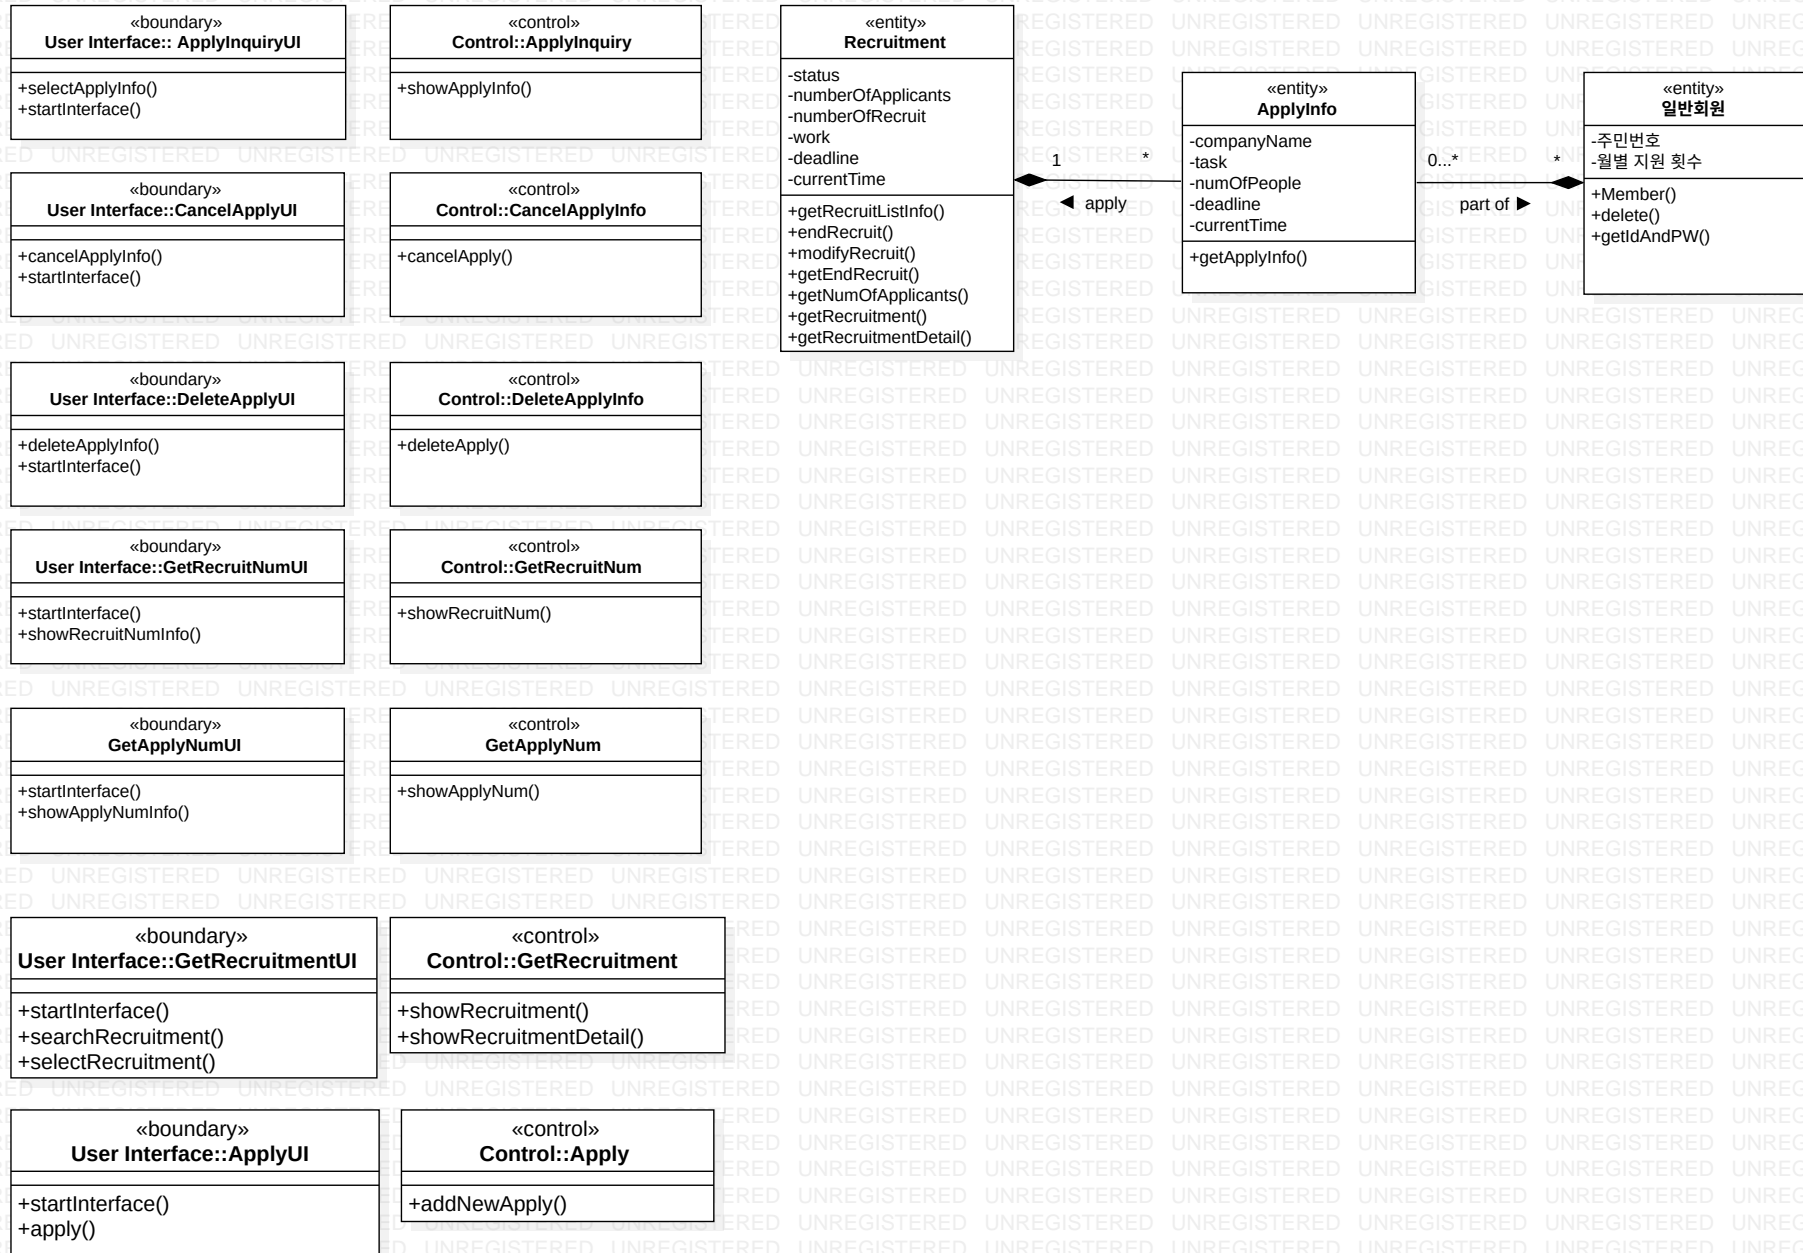 «boundary»
User Interface:: ApplyInquiryUI
+selectApplyInfo()
+startInterface()
«control»
Control::ApplyInquiry
+showApplyInfo()
«entity»
Recruitment
-status
-numberOfApplicants
-numberOfRecruit
-work
-deadline
-currentTime
+getRecruitListInfo()
+endRecruit()
+modifyRecruit()
+getEndRecruit()
+getNumOfApplicants()
+getRecruitment()
+getRecruitmentDetail()
1
*
◀ apply
«entity»
ApplyInfo
-companyName
-task
-numOfPeople
-deadline
-currentTime
+getApplyInfo()
0...*
*
part of ▶
«entity»
일반회원
-주민번호
-월별 지원 횟수
+Member()
+delete()
+getIdAndPW()
«boundary»
User Interface::CancelApplyUI
+cancelApplyInfo()
+startInterface()
«control»
Control::CancelApplyInfo
+cancelApply()
«boundary»
User Interface::DeleteApplyUI
+deleteApplyInfo()
+startInterface()
«control»
Control::DeleteApplyInfo
+deleteApply()
«boundary»
User Interface::GetRecruitNumUI
+startInterface()
+showRecruitNumInfo()
«control»
Control::GetRecruitNum
+showRecruitNum()
«boundary»
GetApplyNumUI
+startInterface()
+showApplyNumInfo()
«control»
GetApplyNum
+showApplyNum()
«boundary»
User Interface::GetRecruitmentUI
+startInterface()
+searchRecruitment()
+selectRecruitment()
«control»
Control::GetRecruitment
+showRecruitment()
+showRecruitmentDetail()
«boundary»
User Interface::ApplyUI
+startInterface()
+apply()
«control»
Control::Apply
+addNewApply()
UNREGISTERED